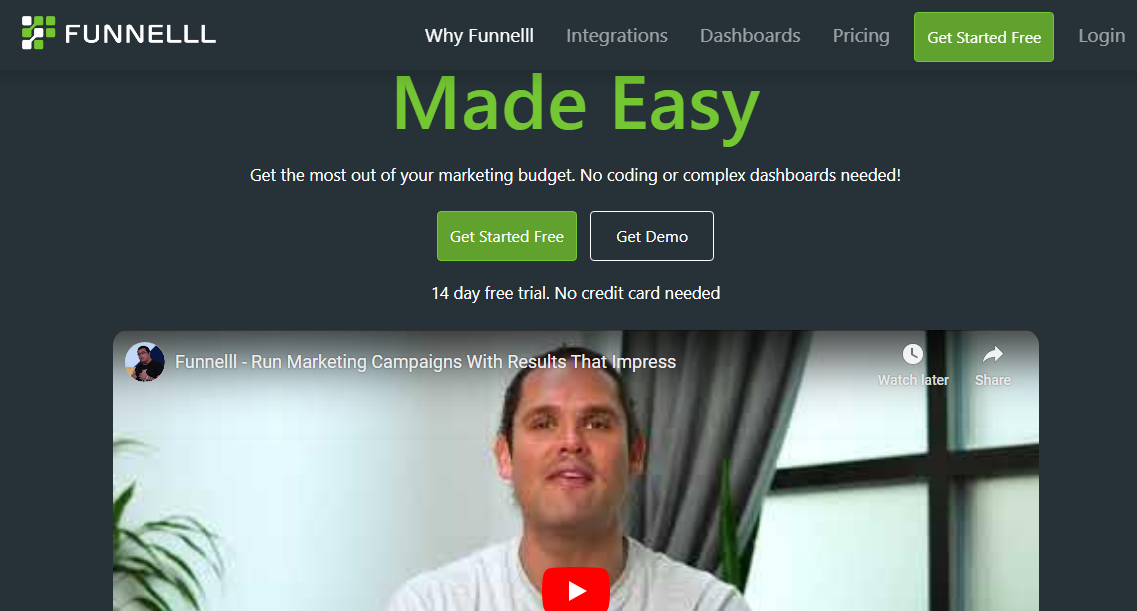 FUNNELLL
Why Funnelll
Integrations
Dashboards
Pricing
Get Started Free
Login
Made Easy
Get the most out of your marketing budget. No coding or complex dashboards needed!
Get Started Free
Get Demo
14 day free trial. No credit card needed
Funnelll - Run Marketing Campaigns With Results That Impress
Watch later
Share